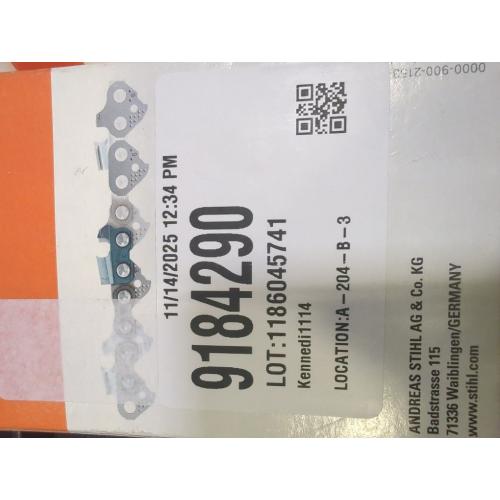 11/14/2025 12:34 PM
9184290
LOT:1186045741
Kennedi1114
LOCATION:A-204-B-3
ANDREAS STIHL AG & Co. KG
Badstrasse 115
71336 Waiblingen/GERMANY
www.stihl.com
0000-900-2153